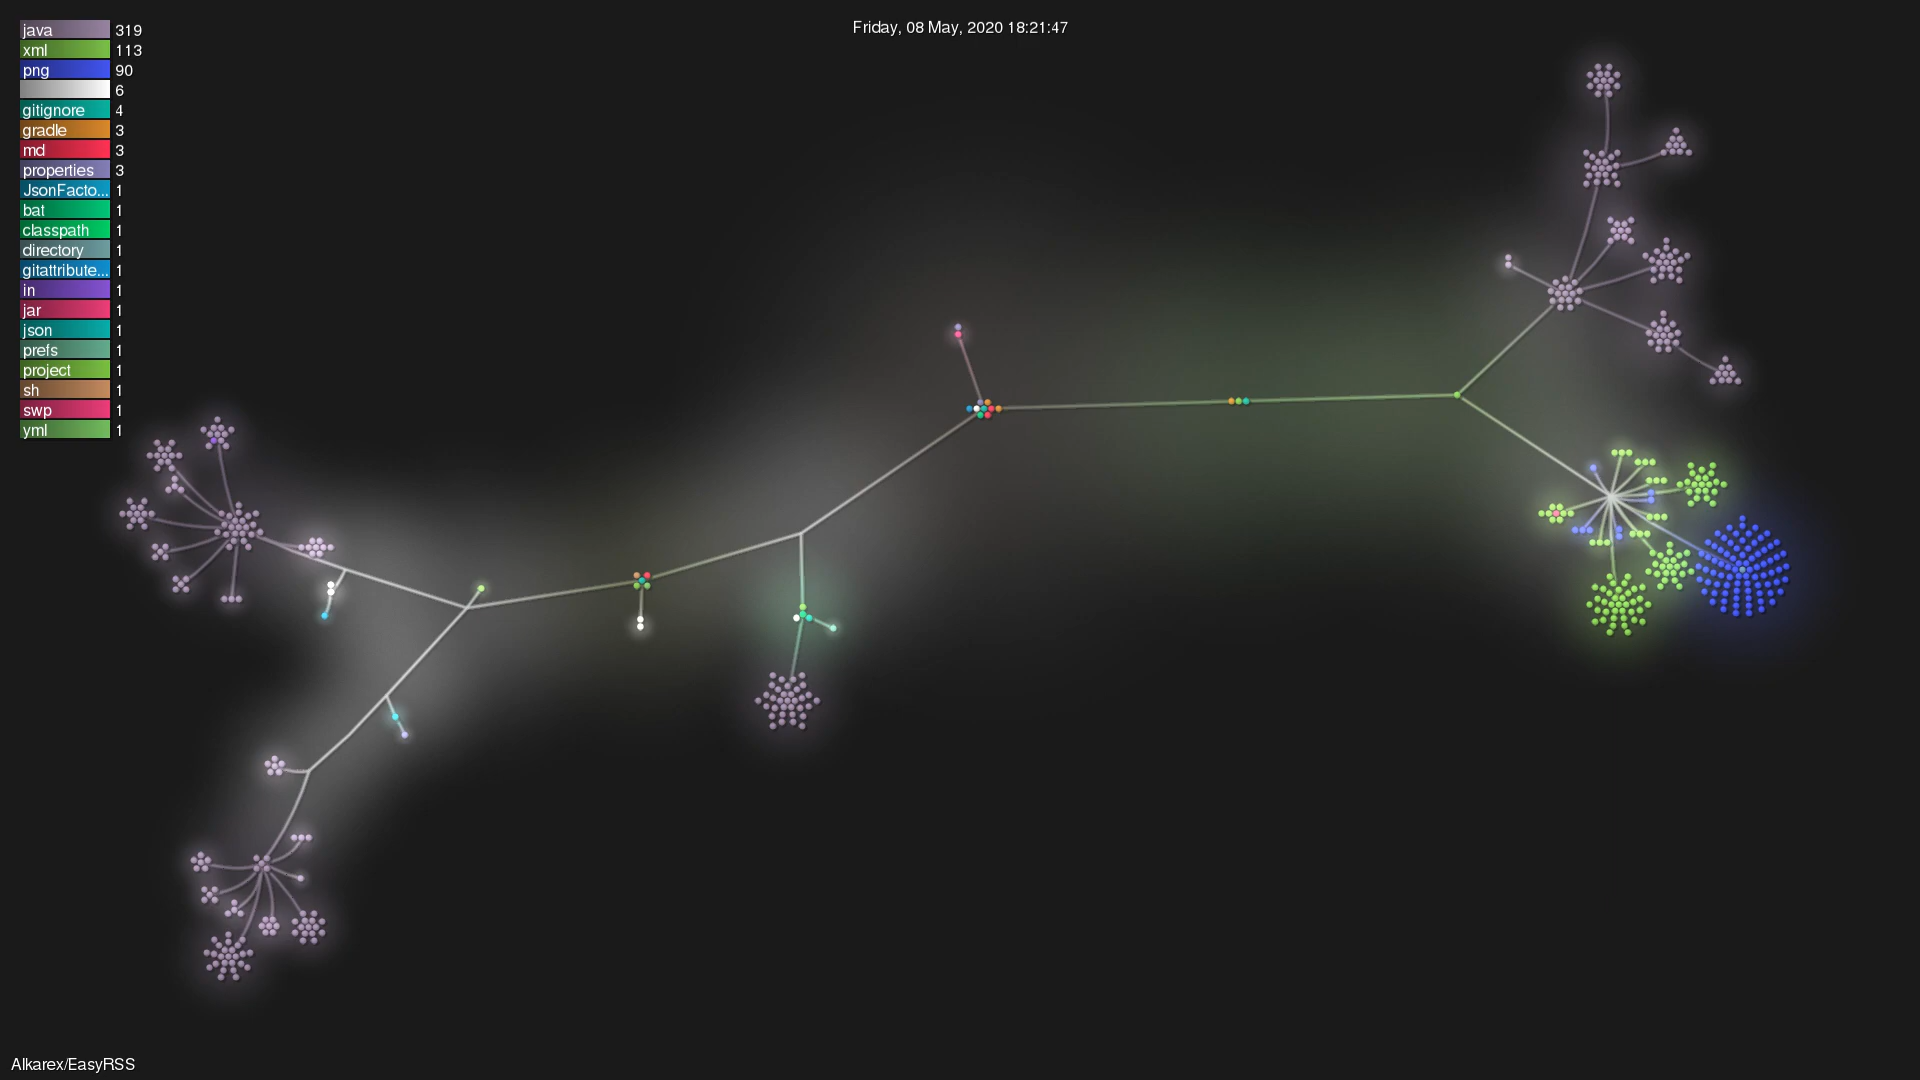 Friday, 08 May, 2020 18:21:47
java 319
xml 113
png 90
6
gitignore 4
gradle 3
md 3
properties 3
JsonFacto... 1
bat 1
classpath 1
directory 1
gitattribute... 1
in 1
jar 1
json 1
prefs 1
project 1
sh 1
swp 1
yml 1
Alkarex/EasyRSS